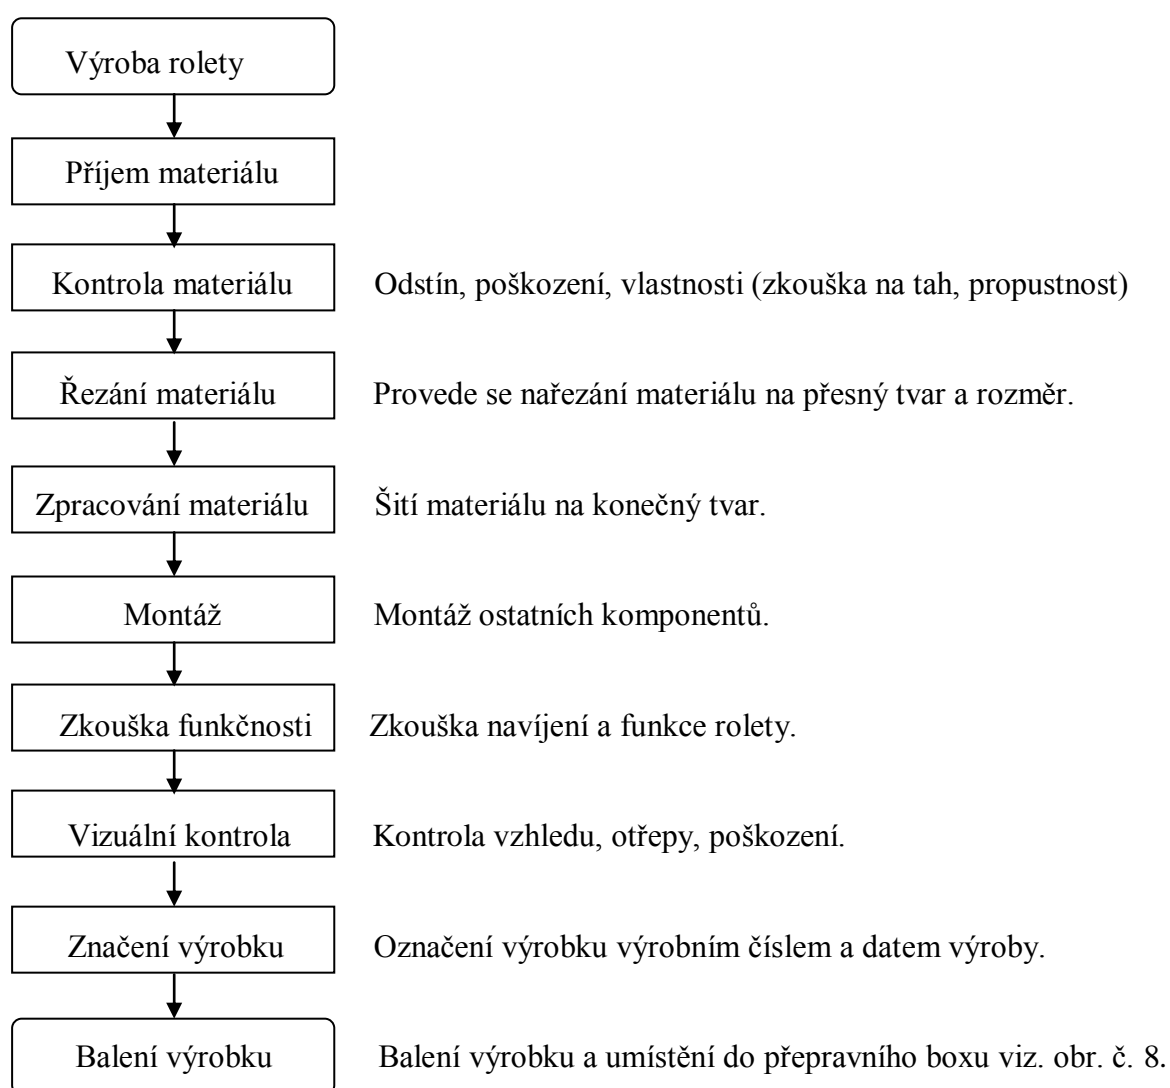 Výroba rolety
Příjem materiálu
Kontrola materiálu Odstín, poškození, vlastnosti (zkouška na tah, propustnost)
Řezání materiálu Provede se nařezání materiálu na přesný tvar a rozměr.
Zpracování materiálu Šití materiálu na konečný tvar.
Montáž Montáž ostatních komponentů.
Zkouška funkčnosti Zkouška navíjení a funkce rolety.
Vizuální kontrola Kontrola vzhledu, otřepy, poškození.
Značení výrobku Označení výrobku výrobním číslem a datem výroby.
Balení výrobku Balení výrobku a umístění do přepravního boxu viz. obr. č. 8.